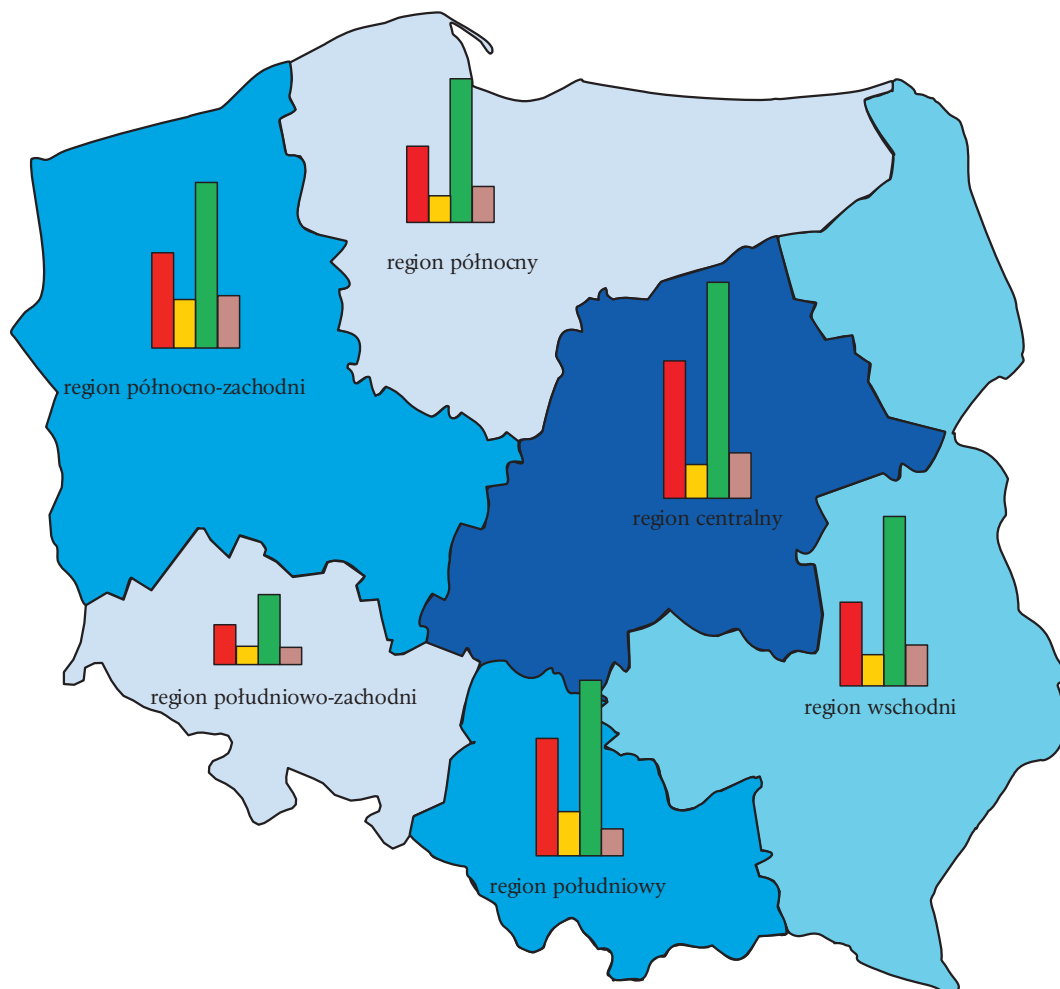 region północny
region północno-zachodni
region centralny
region południowo-zachodni
region wschodni
region południowy